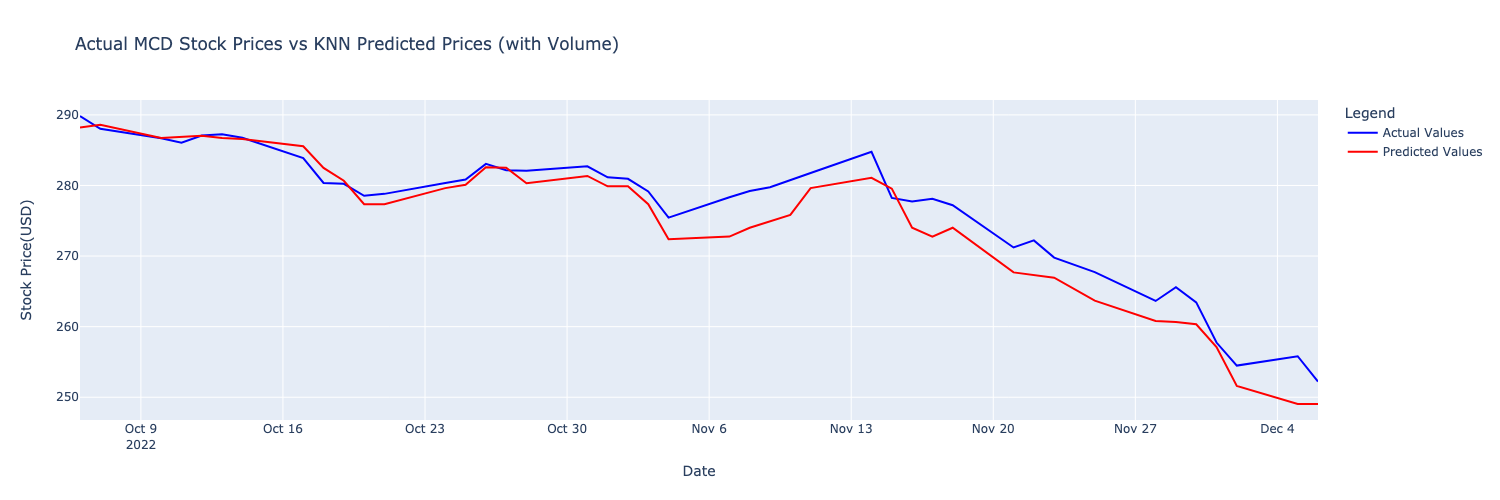 Actual MCD Stock Prices vs KNN Predicted Prices (with Volume)
Legend
Actual Values
Predicted Values
Stock Price(USD)
290
280
270
260
250
Oct 9
2022
Oct 16
Oct 23
Oct 30
Nov 6
Nov 13
Nov 20
Nov 27
Dec 4
Date